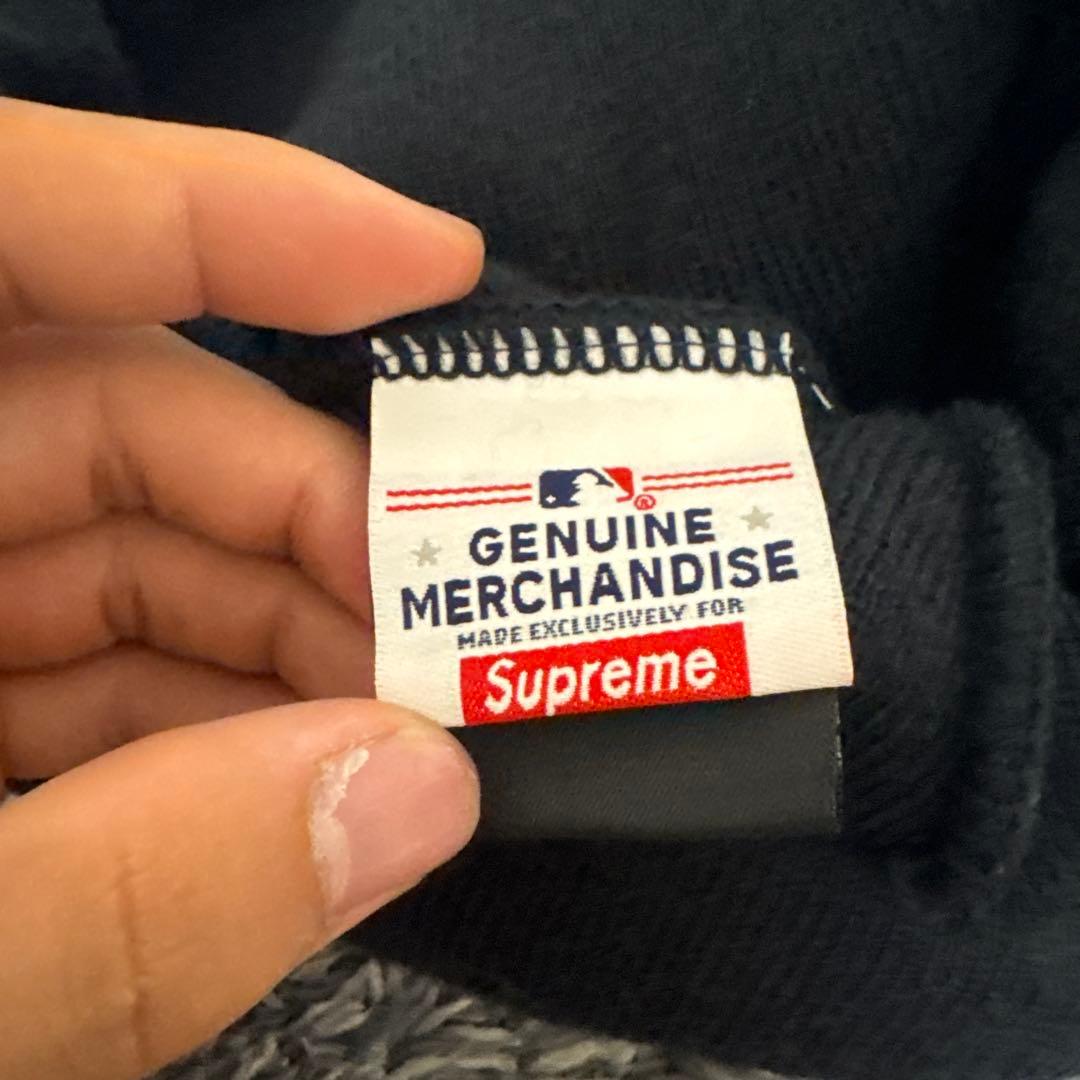 ®
GENUINE
MERCHANDISE
MADE EXCLUSIVELY FOR
Supreme